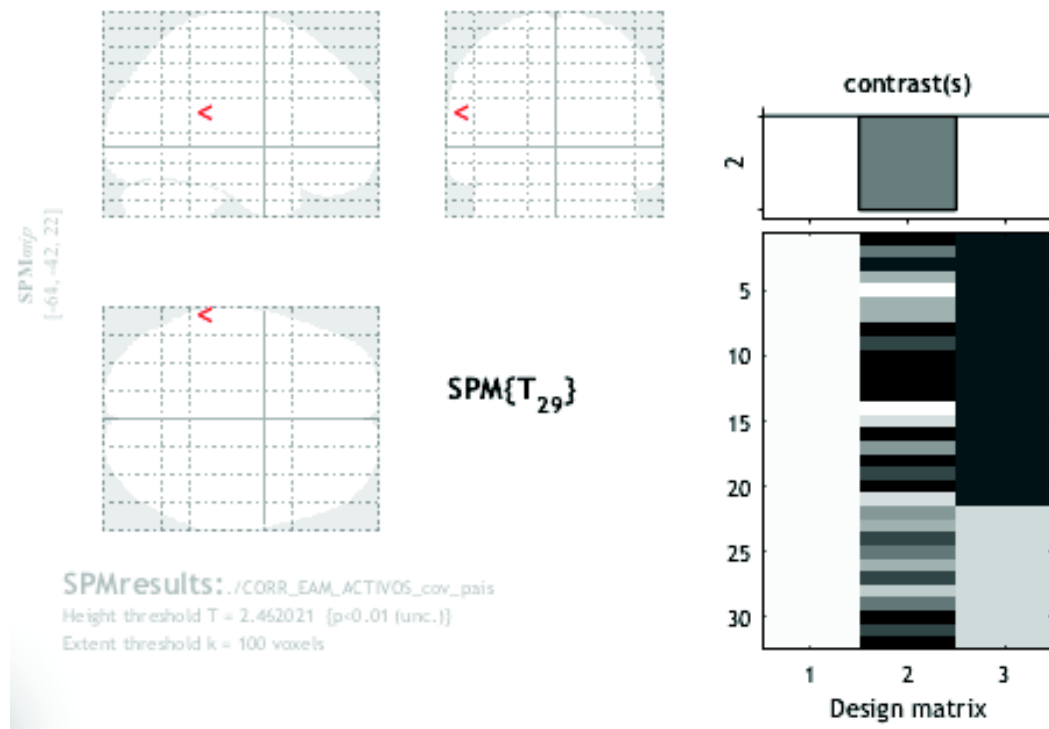 <
<
SPMmip
[-64, -42, 22]
<
SPM{T29}
SPMresults: ./CORR_EAM_ACTIVOS_cov_pais
Height threshold T = 2.462021 {p<0.01 (unc.)}
Extent threshold k = 100 voxels
contrast(s)
2
5
10
15
20
25
30
1 2 3
Design matrix